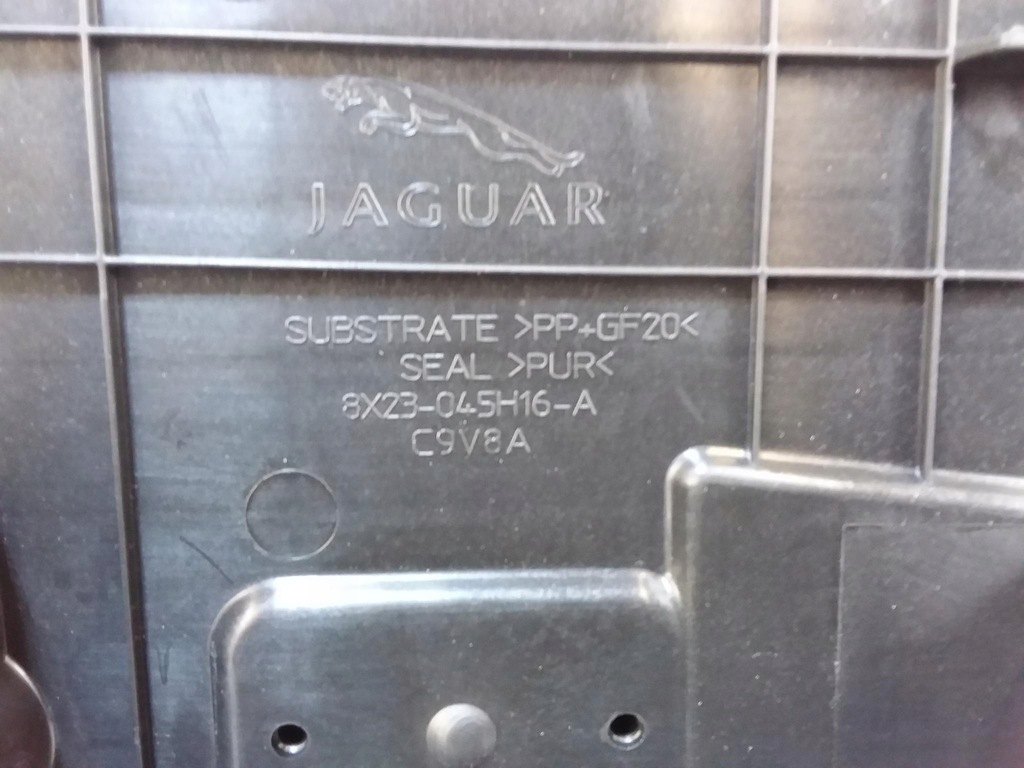 JAGUAR
SUBSTRATE >PP+GF20<
SEAL >PUR<
8X23-045H16-A
C9V8A